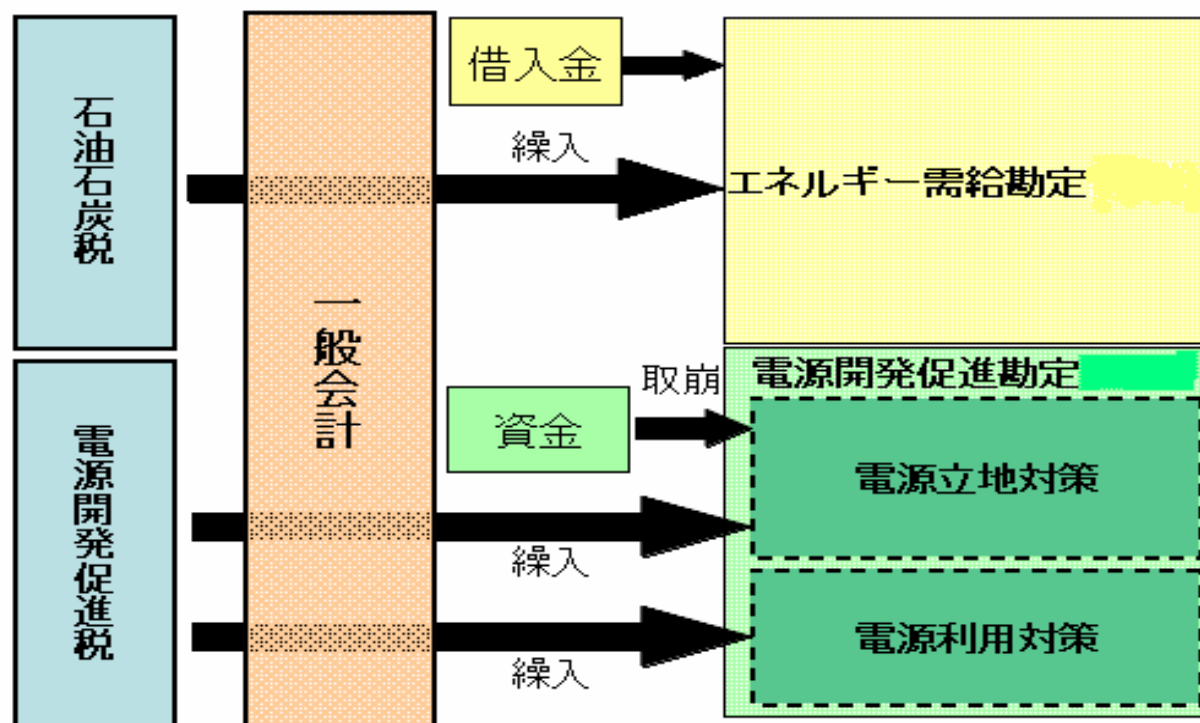 石油石炭税
電源開発促進税
一般会計
借入金
繰入
エネルギー需給勘定
電源開発促進勘定
取崩
資金
電源立地対策
繰入
電源利用対策
繰入